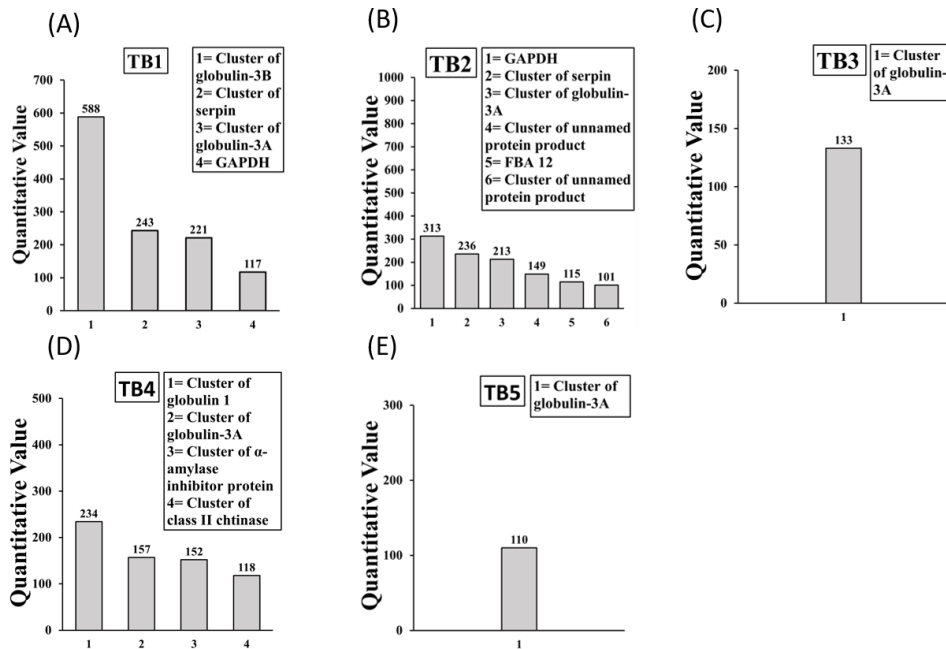 (A)
TB1
1= Cluster of
globulin-3B
2= Cluster of
serpin
3= Cluster of
globulin-3A
4= GAPDH
Quantitative Value
700
600
500
400
300
200
100
0
588
243
221
117
1 2 3 4
(B)
TB2
1= GAPDH
2= Cluster of serpin
3= Cluster of globulin-
3A
4= Cluster of unnamed
protein product
5= FBA 12
6= Cluster of unnamed
protein product
Quantitative Value
1000
900
800
700
600
500
400
300
200
100
0
313
236
213
149
115
101
1 2 3 4 5 6
(C)
TB3
1= Cluster
of globulin-
3A
Quantitative Value
200
150
100
50
0
133
1
(D)
TB4
1= Cluster of
globulin 1
2= Cluster of
globulin-3A
3= Cluster of α-
amylase
inhibitor protein
4= Cluster of
class II chtinase
Quantitative Value
500
400
300
200
100
0
234
157
152
118
1 2 3 4
(E)
TB5
1= Cluster of
globulin-3A
Quantitative Value
300
200
100
0
110
1